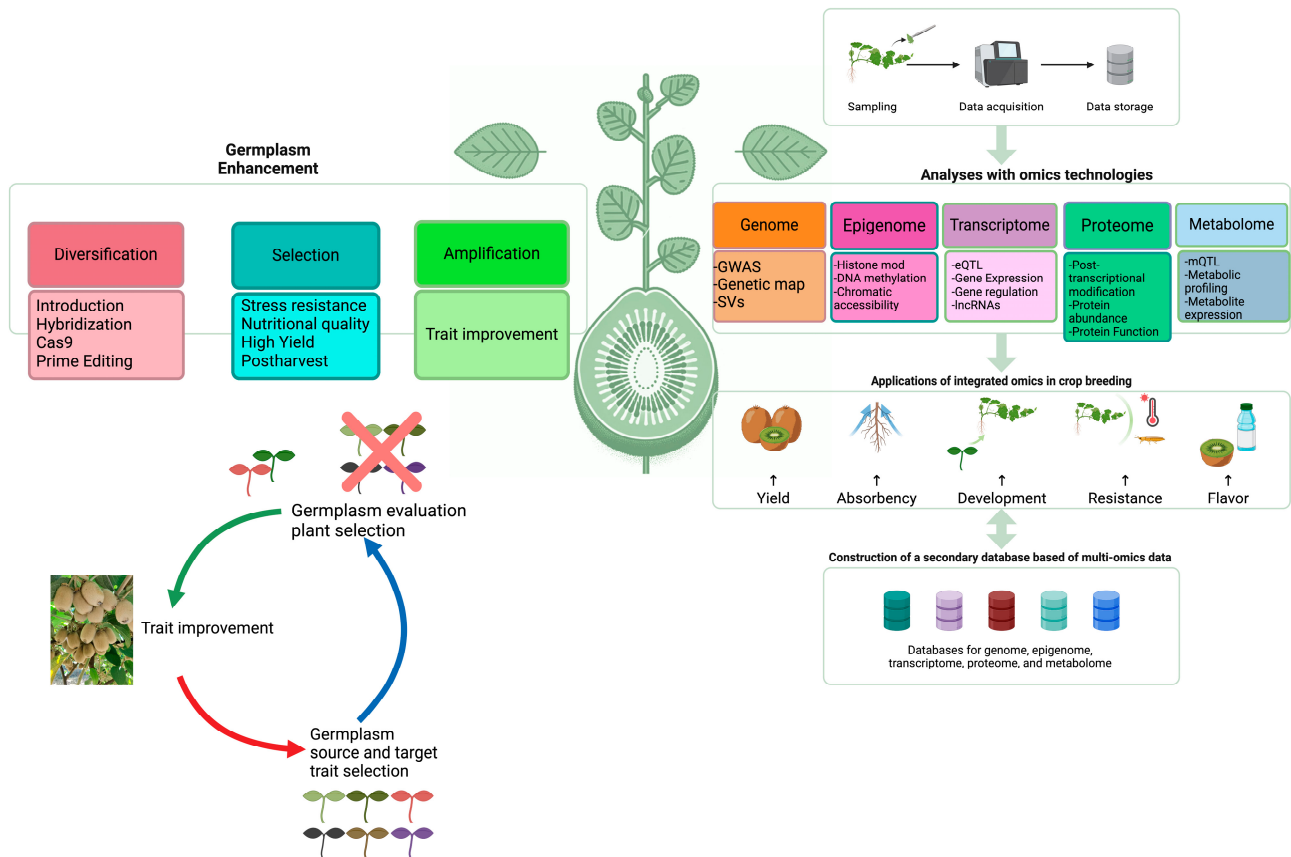 Germplasm
Enhancement
Diversification
Introduction
Hybridization
Cas9
Prime Editing
Selection
Stress resistance
Nutritional quality
High Yield
Postharvest
Amplification
Trait improvement
Germplasm evaluation
plant selection
Trait improvement
Germplasm
source and target
trait selection
Sampling
Data acquisition
Data storage
Analyses with omics technologies
Genome
-GWAS
-Genetic map
-SVs
Epigenome
-Histone mod
-DNA methylation
-Chromatic
accessibility
Transcriptome
-eQTL
-Gene Expression
-Gene regulation
-lncRNAs
Proteome
-Post-
transcriptional
modification
-Protein
abundance
-Protein Function
Metabolome
-mQTL
-Metabolic
profiling
-Metabolite
expression
Applications of integrated omics in crop breeding
↑ ↑ ↑ ↑ ↑
Yield Absorbency Development Resistance Flavor
Construction of a secondary database based of multi-omics data
Databases for genome, epigenome,
transcriptome, proteome, and metabolome